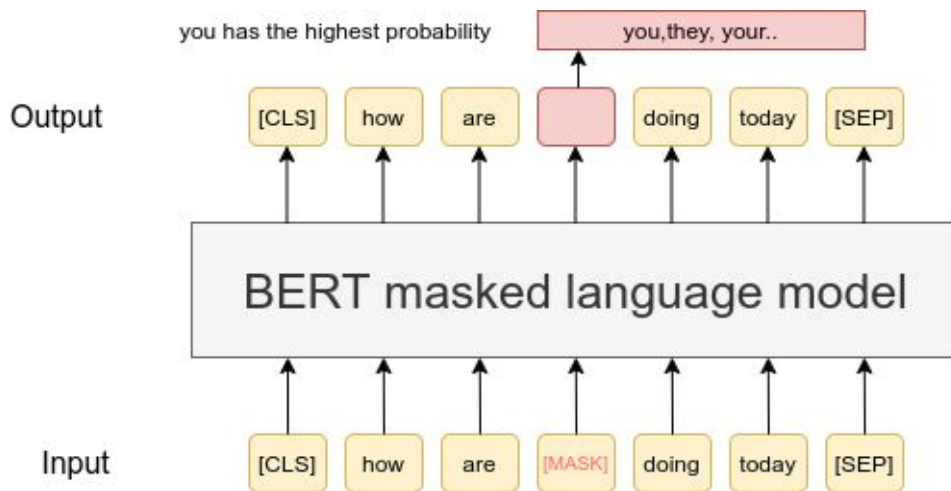 you has the highest probability
you,they, your..
Output
[CLS] how are doing today [SEP]
BERT masked language model
Input
[CLS] how are [MASK] doing today [SEP]